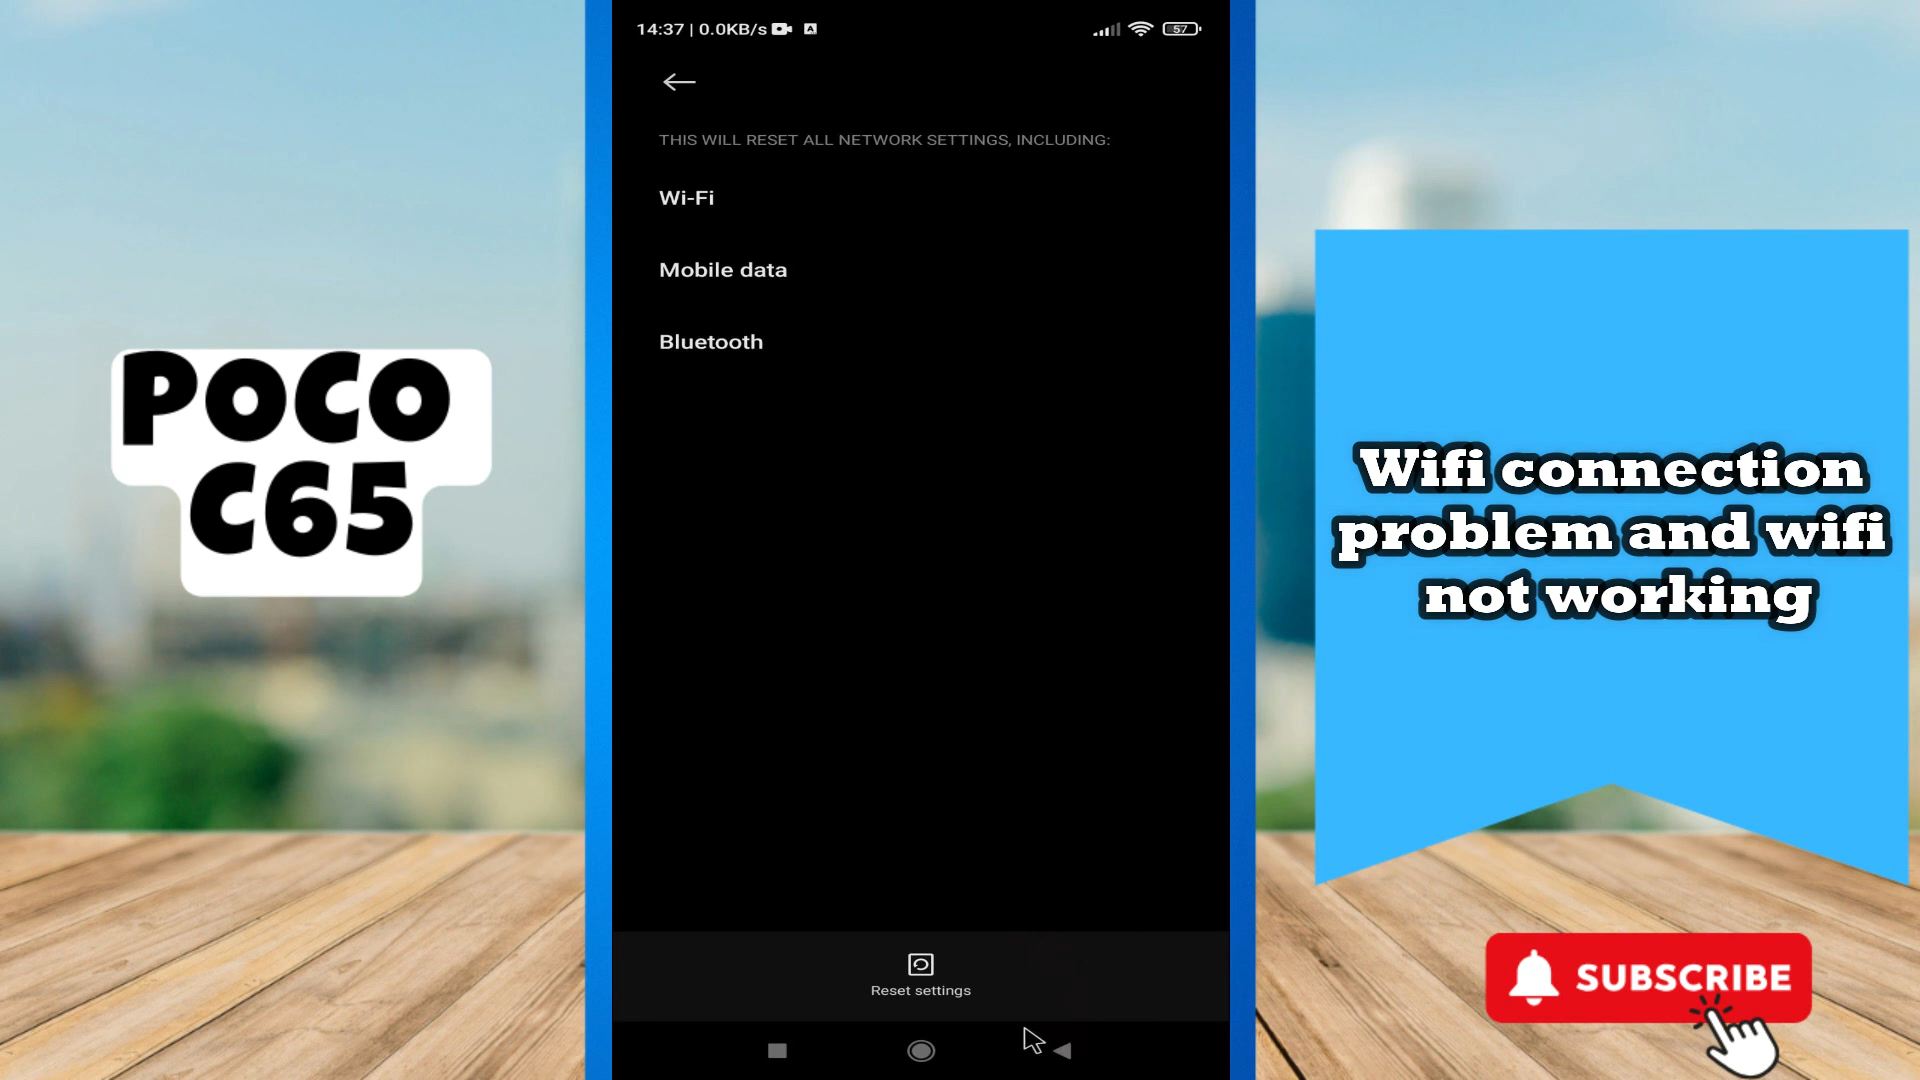 14:37 | 0.0KB/s A 57
THIS WILL RESET ALL NETWORK SETTINGS, INCLUDING:
Wi-Fi
Mobile data
Bluetooth
Reset settings
POCO
C65
Wifi connection
problem and wifi
not working
SUBSCRIBE